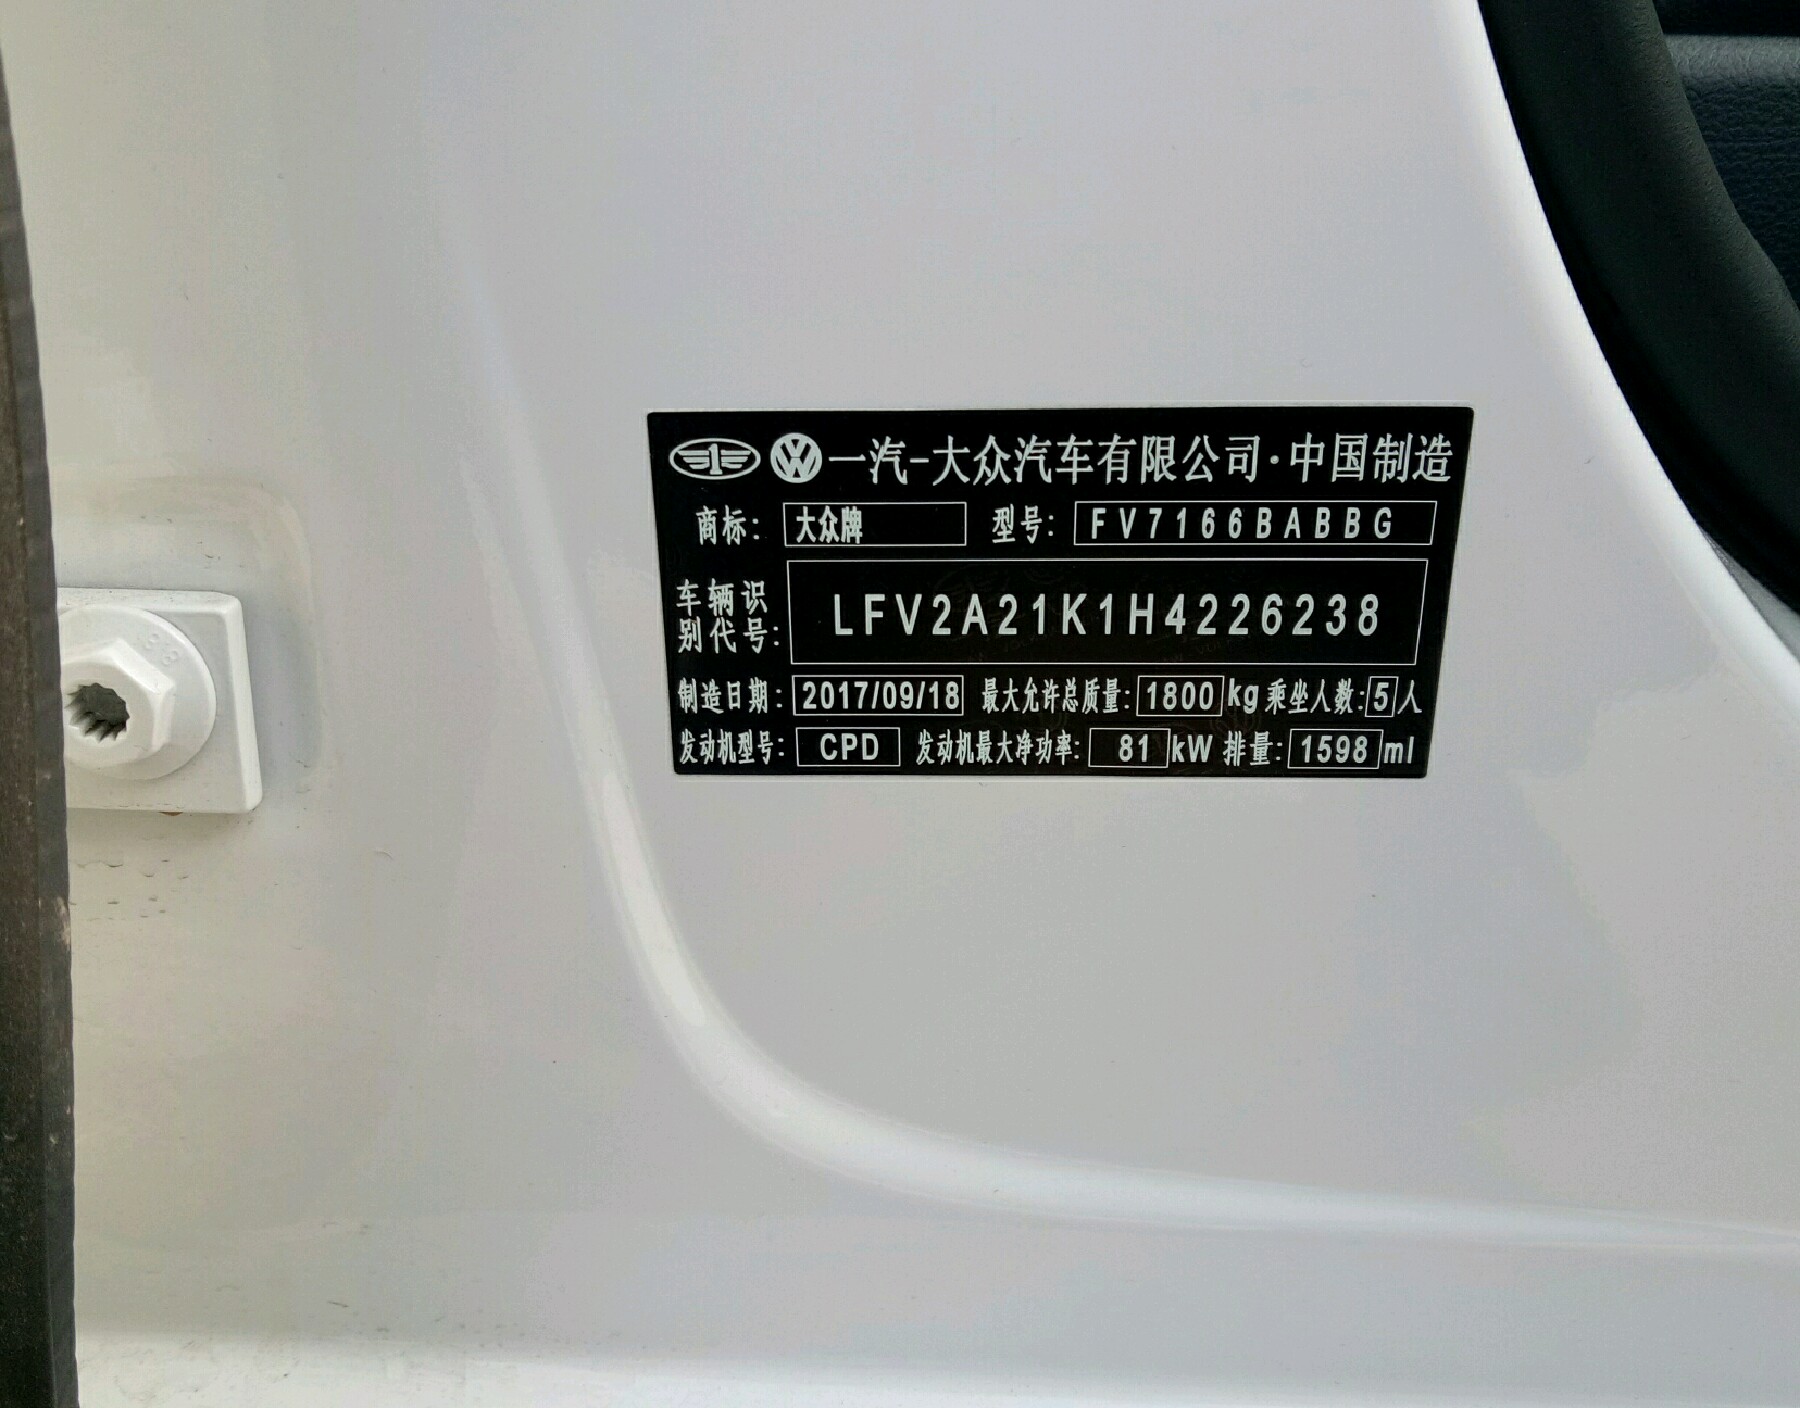 一汽-大众汽车有限公司·中国制造
商标: 大众牌 型号: FV7166BABBG
车辆识别代号: LFV2A21K1H4226238
制造日期: 2017/09/18 最大允许总质量: 1800 kg 乘坐人数: 5 人
发动机型号: CPD 发动机最大净功率: 81 kW 排量: 1598 ml